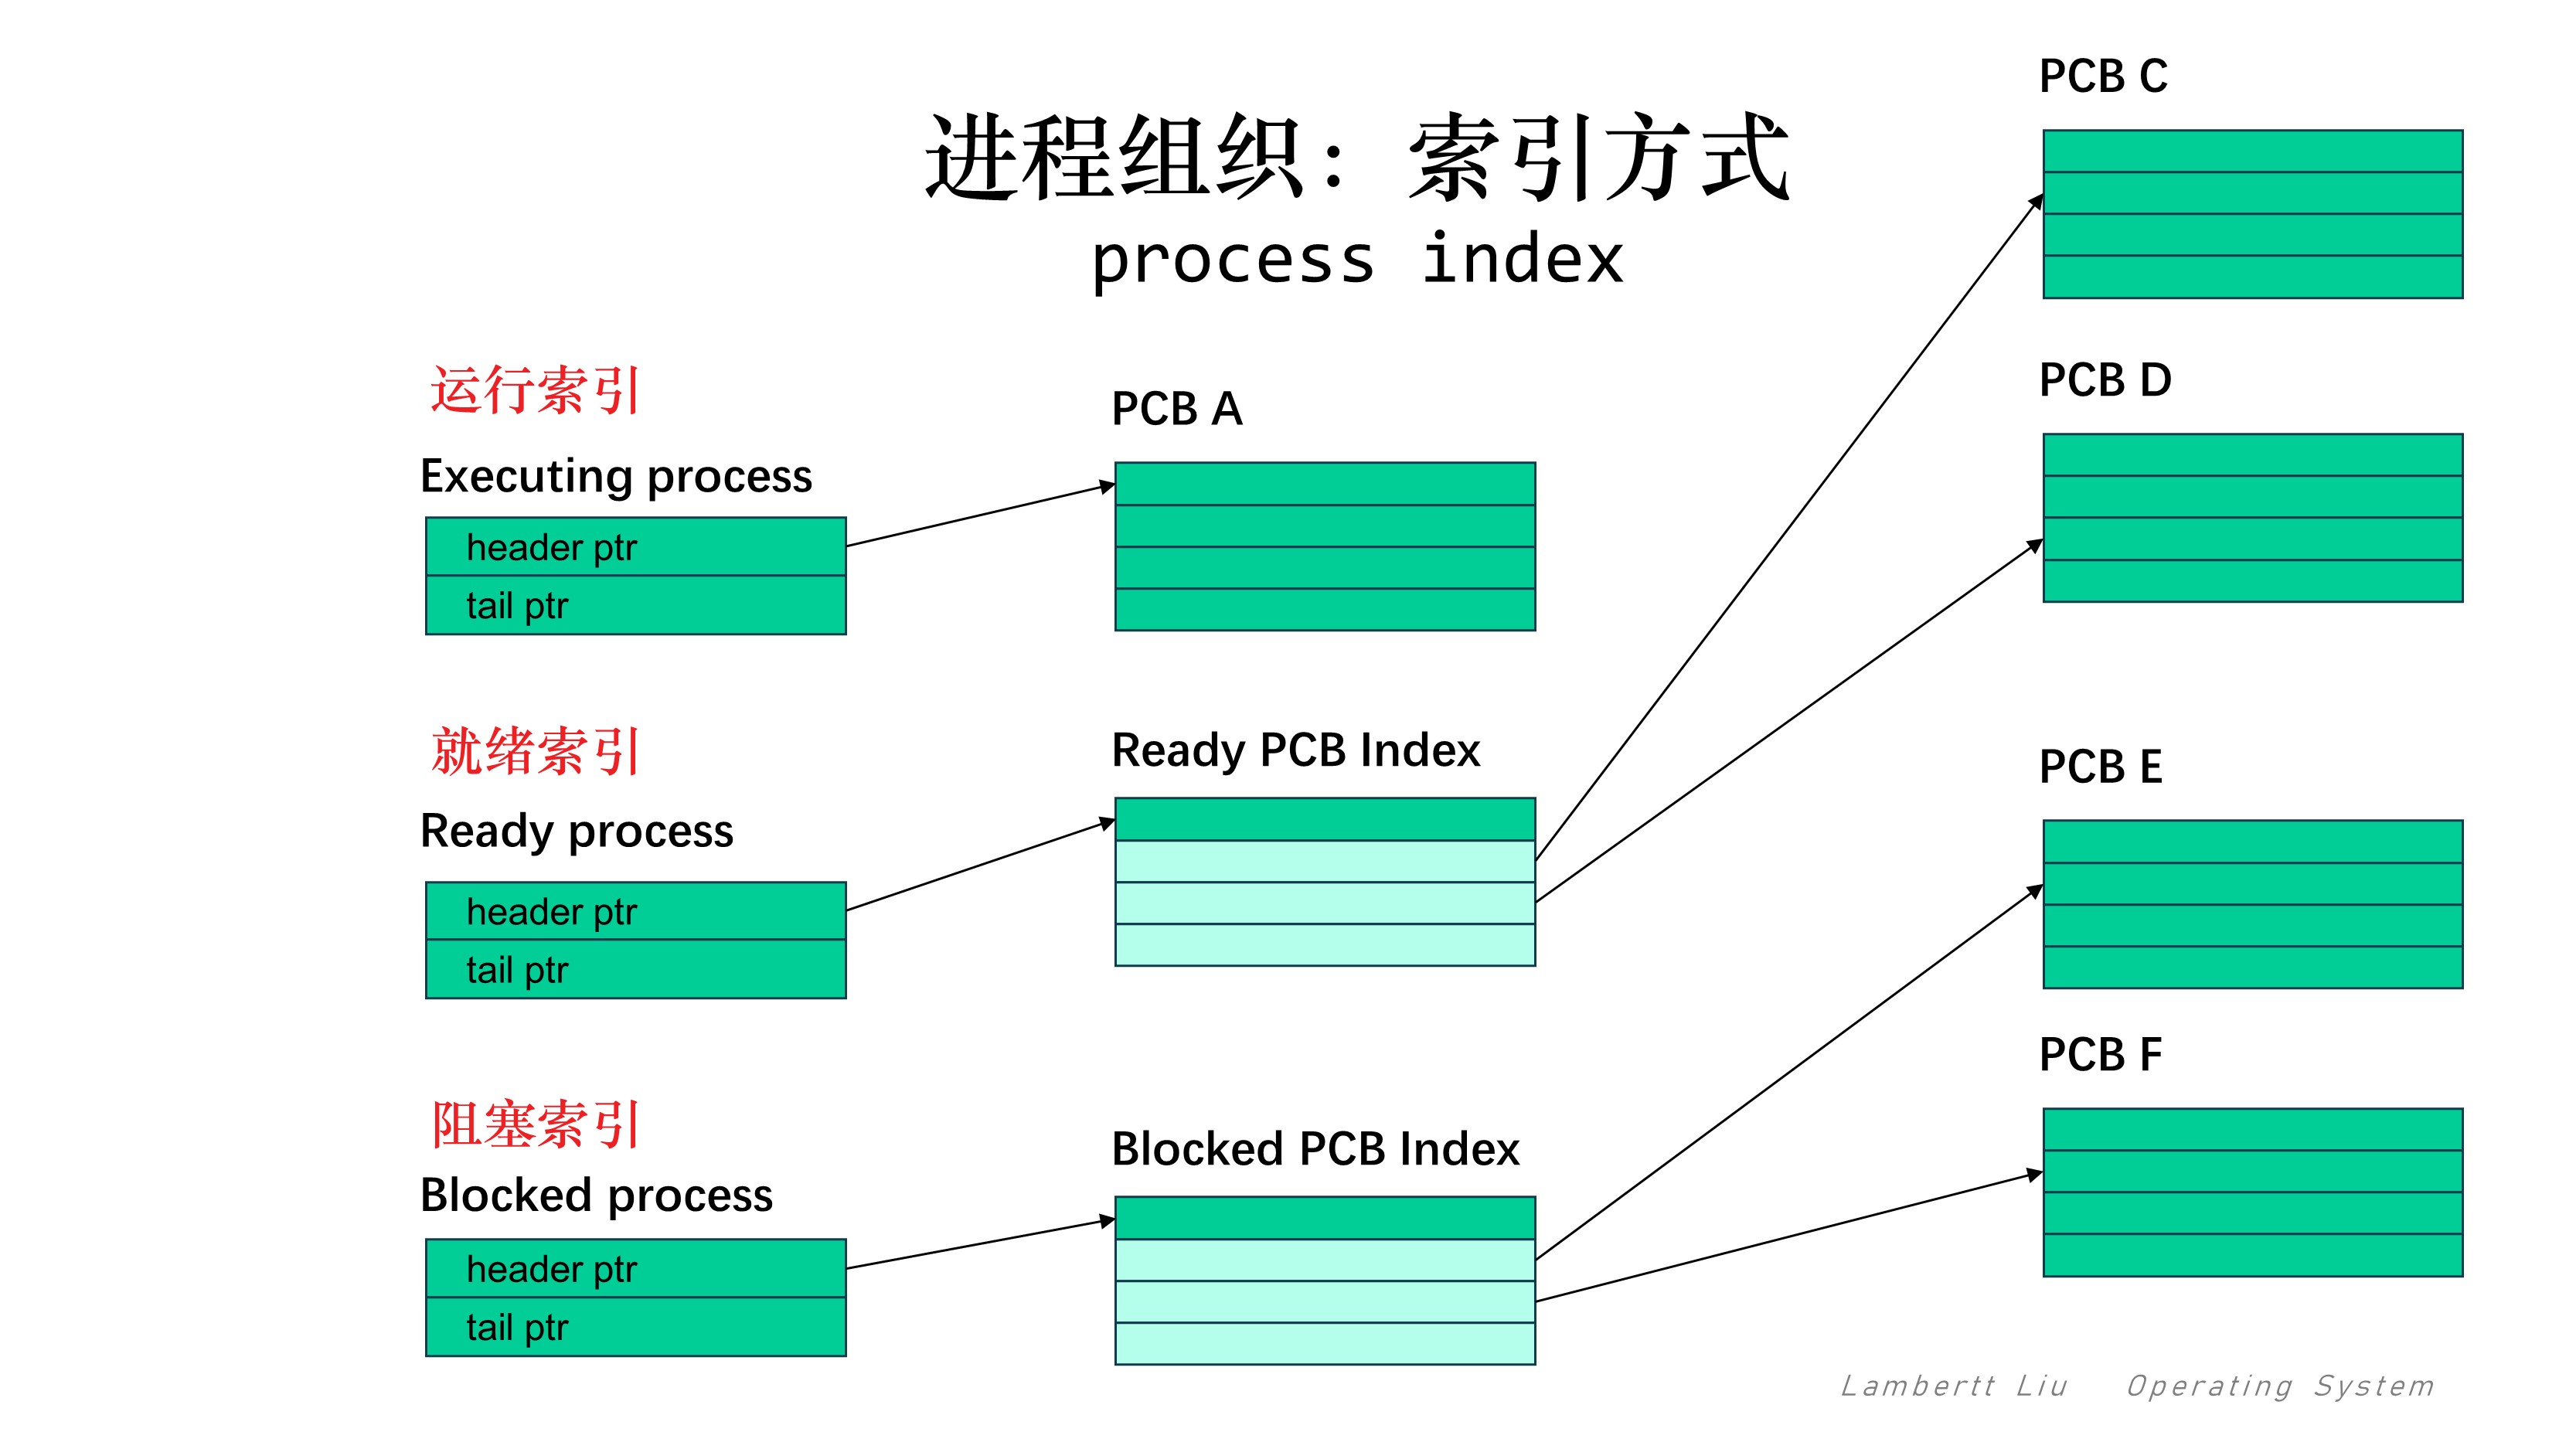 进程组织：索引方式
process index
运行索引
Executing process
header ptr
tail ptr
PCB A
就绪索引
Ready process
header ptr
tail ptr
Ready PCB Index
阻塞索引
Blocked process
header ptr
tail ptr
Blocked PCB Index
PCB C
PCB D
PCB E
PCB F
Lambertt Liu Operating System